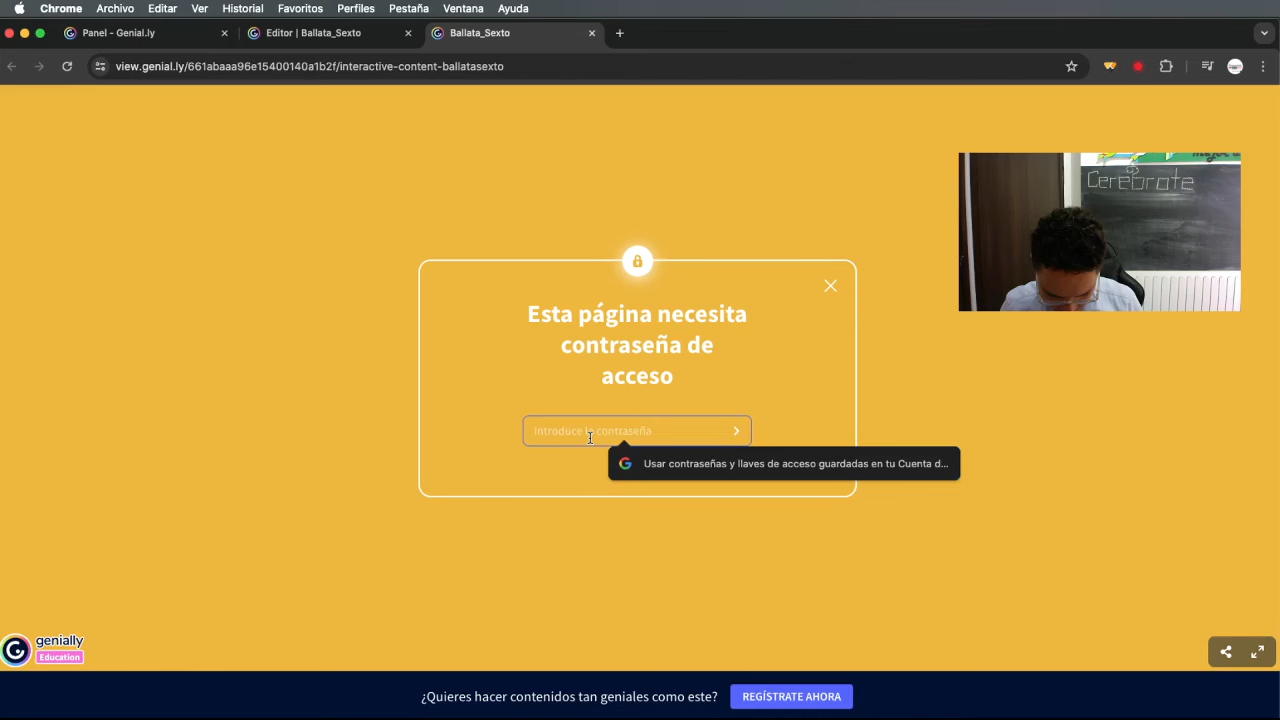 Chrome Archivo Editar Ver Historial Favoritos Perfiles Pestaña Ventana Ayuda
Panel - Genial.ly
Editor | Ballata_Sexto
Ballata_Sexto
view.genial.ly/661abaaa96e15400140a1b2f/interactive-content-ballatasexto
Cerebrate
Esta página necesita
contraseña de
acceso
Introduce la contraseña
Usar contraseñas y llaves de acceso guardadas en tu Cuenta d...
genially
Education
¿Quieres hacer contenidos tan geniales como este?
REGÍSTRATE AHORA